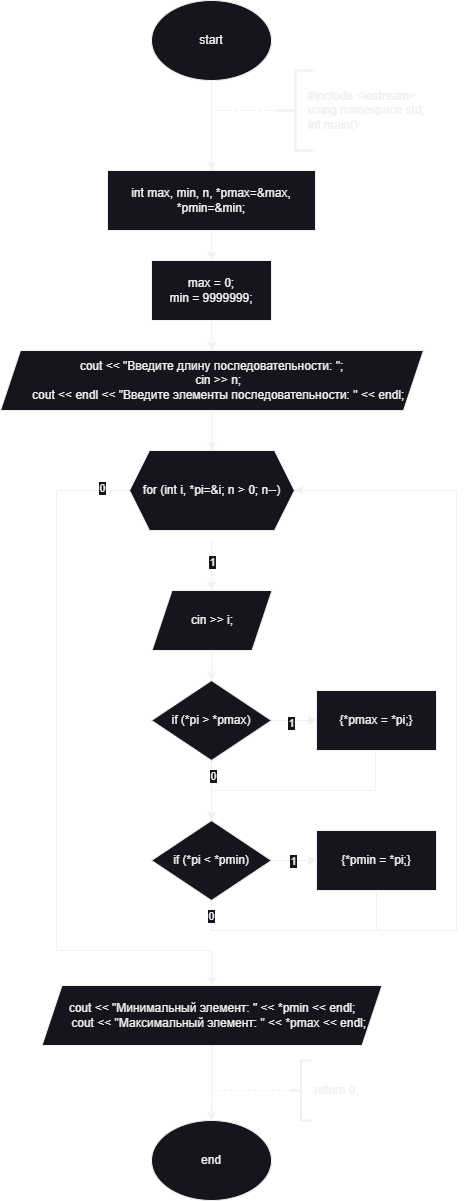 start
#include <iostream>
using namespace std;
int main()
int max, min, n, *pmax=&max,
*pmin=&min;
max = 0;
min = 9999999;
cout << "Введите длину последовательности: ";
cin >> n;
cout << endl << "Введите элементы последовательности: " << endl;
0
for (int i, *pi=&i; n > 0; n--)
1
cin >> i;
if (*pi > *pmax)
1
{*pmax = *pi;}
0
if (*pi < *pmin)
1
{*pmin = *pi;}
0
cout << "Минимальный элемент: " << *pmin << endl;
cout << "Максимальный элемент: " << *pmax << endl;
return 0;
end